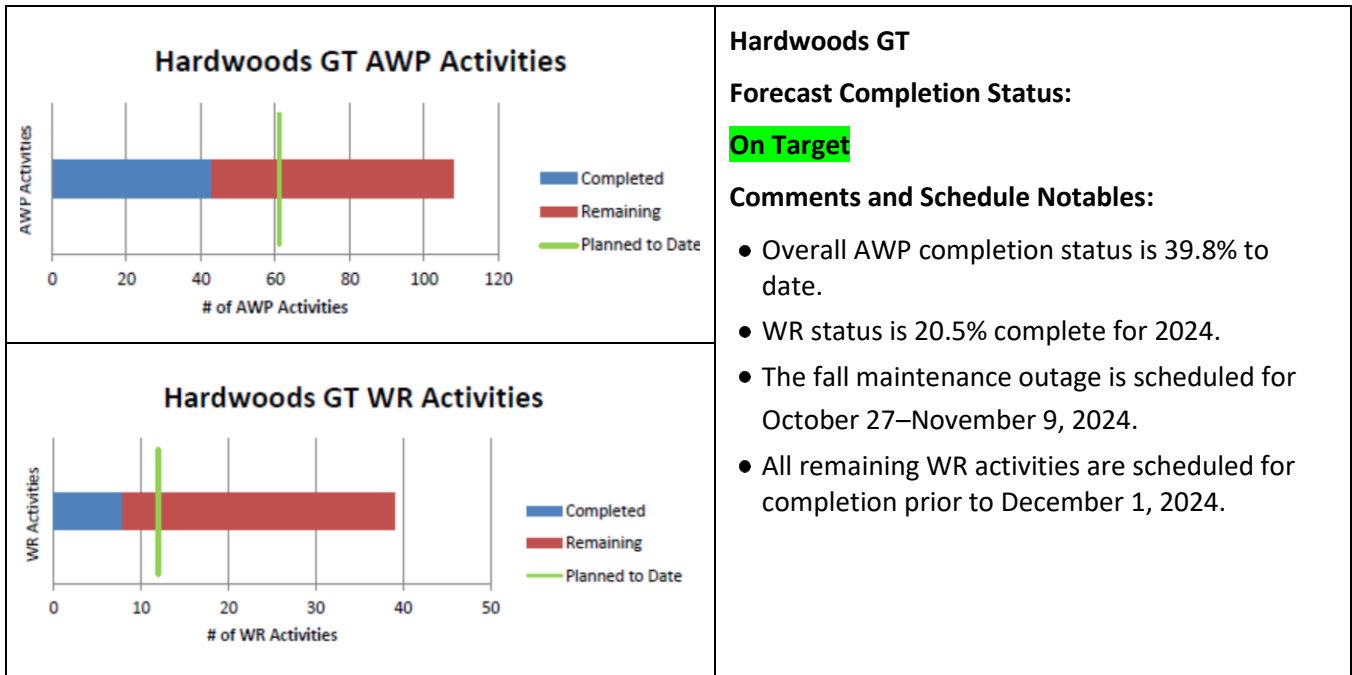 Hardwoods GT AWP Activities
AWP Activities
Completed
Remaining
Planned to Date
0 20 40 60 80 100 120
# of AWP Activities
Hardwoods GT WR Activities
WR Activities
Completed
Remaining
Planned to Date
0 10 20 30 40 50
# of WR Activities
Hardwoods GT
Forecast Completion Status:
On Target
Comments and Schedule Notables:
• Overall AWP completion status is 39.8% to
date.
• WR status is 20.5% complete for 2024.
• The fall maintenance outage is scheduled for
October 27–November 9, 2024.
• All remaining WR activities are scheduled for
completion prior to December 1, 2024.